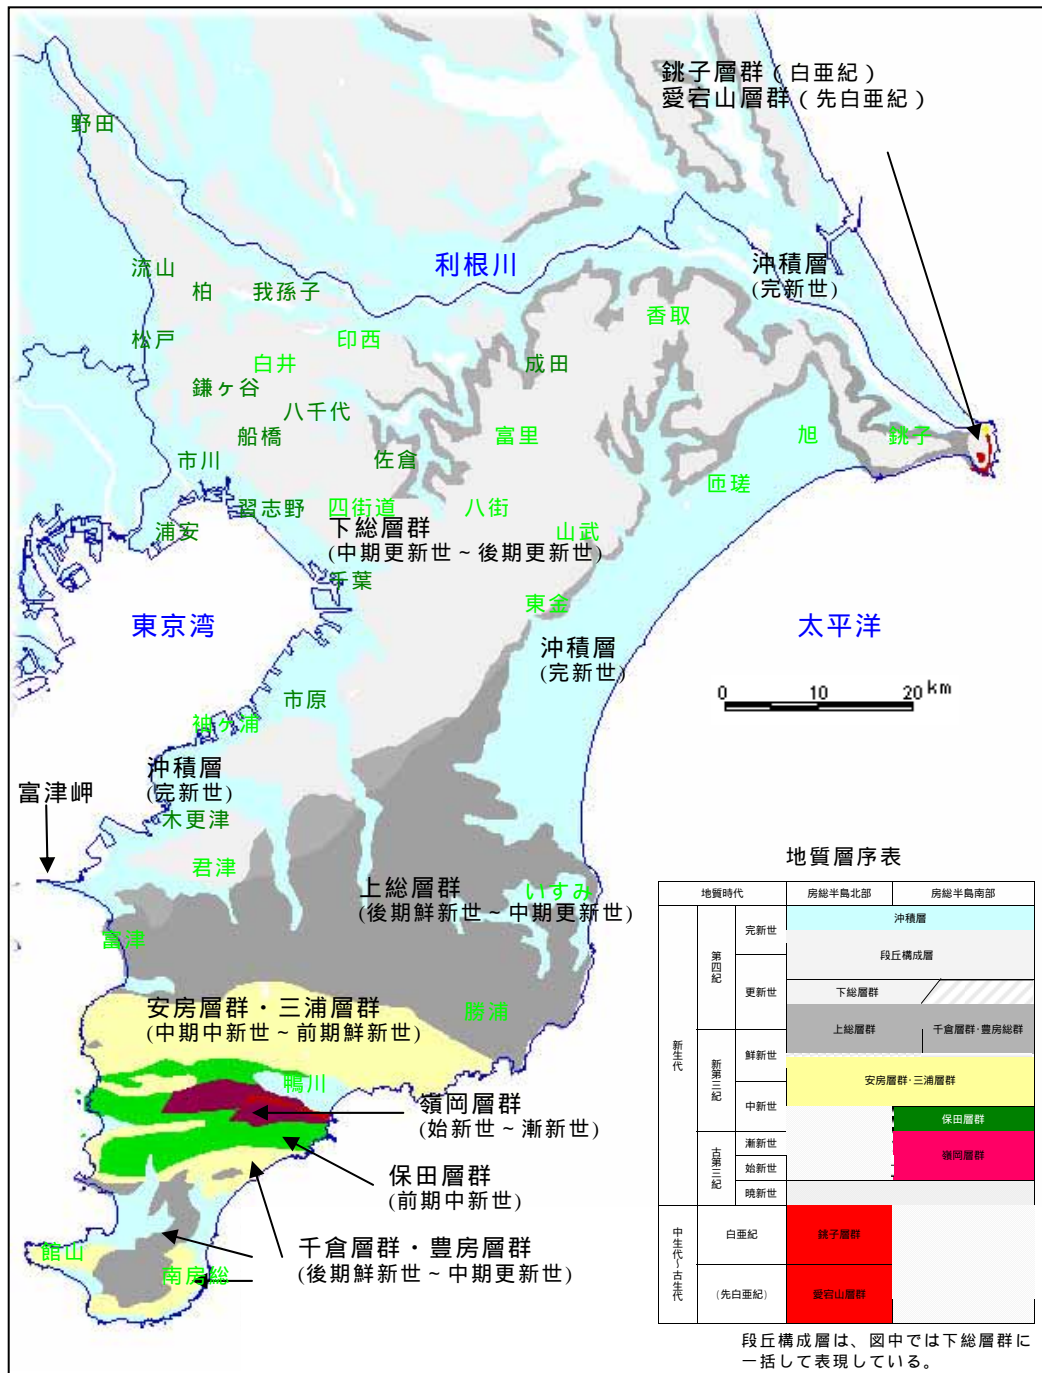 銚子層群(白亜紀)
愛宕山層群(先白亜紀)
野田
利根川
沖積層
(完新世)
流山
柏
我孫子
香取
松戸
印西
白井
成田
鎌ヶ谷
八千代
船橋
富里
旭
銚子
市川
佐倉
匝瑳
習志野
四街道
八街
浦安
下総層群
(中期更新世~後期更新世)
山武
千葉
東金
東京湾
太平洋
沖積層
(完新世)
市原
0 10 20 km
袖ヶ浦
沖積層
(完新世)
富津岬
木更津
君津
上総層群
(後期鮮新世~中期更新世)
いすみ
富津
安房層群・三浦層群
(中期中新世~前期鮮新世)
勝浦
鴨川
嶺岡層群
(始新世~漸新世)
保田層群
(前期中新世)
千倉層群・豊房層群
(後期鮮新世~中期更新世)
館山
南房総
地質層序表
地質時代 房総半島北部 房総半島南部
新生代
第四紀
完新世
沖積層
段丘構成層
更新世
下総層群
上総層群 千倉層群・豊房総群
新第三紀
鮮新世
安房層群・三浦層群
中新世
保田層群
古第三紀
漸新世
嶺岡層群
始新世
暁新世
中生代~古生代
白亜紀 銚子層群
(先白亜紀) 愛宕山層群
段丘構成層は、図中では下総層群に
一括して表現している。